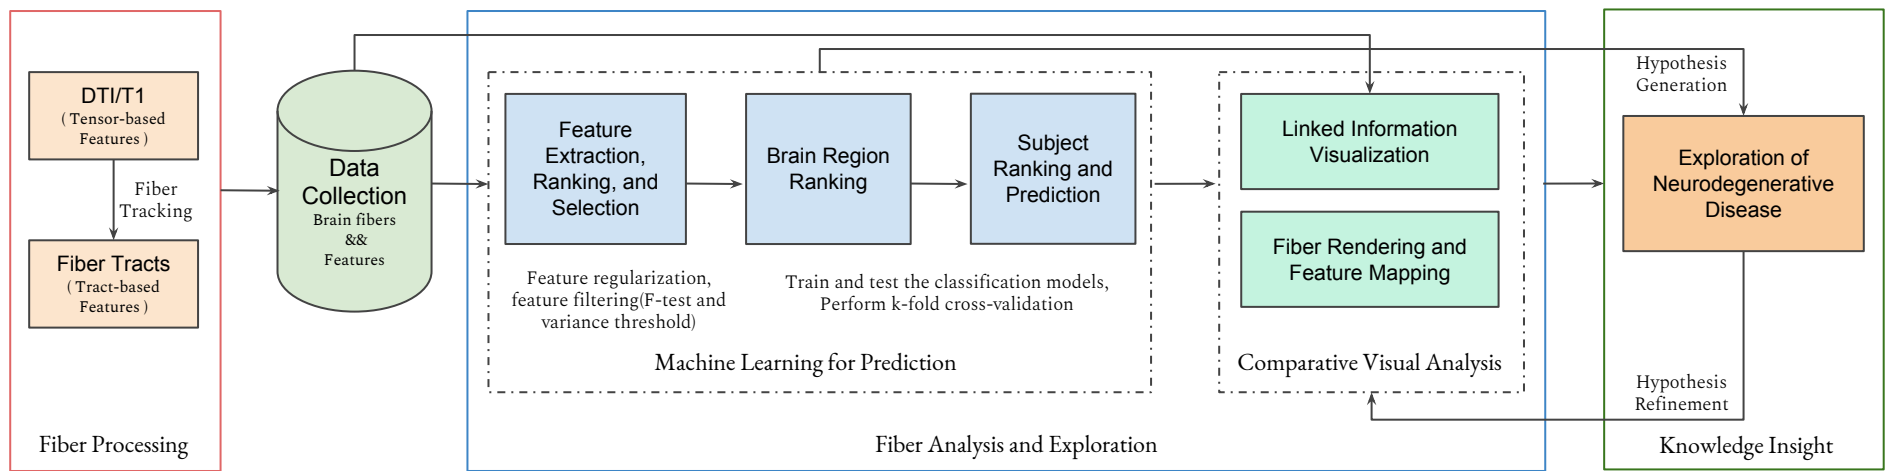 DTI/T1
( Tensor-based
Features )
Fiber
Tracking
Fiber Tracts
( Tract-based
Features )
Fiber Processing
Data
Collection
Brain fibers
&&
Features
Feature
Extraction,
Ranking, and
Selection
Brain Region
Ranking
Subject
Ranking and
Prediction
Feature regularization,
feature filtering(F-test and
variance threshold)
Train and test the classification models,
Perform k-fold cross-validation
Machine Learning for Prediction
Linked Information
Visualization
Fiber Rendering and
Feature Mapping
Comparative Visual Analysis
Fiber Analysis and Exploration
Hypothesis
Generation
Exploration of
Neurodegenerative
Disease
Hypothesis
Refinement
Knowledge Insight